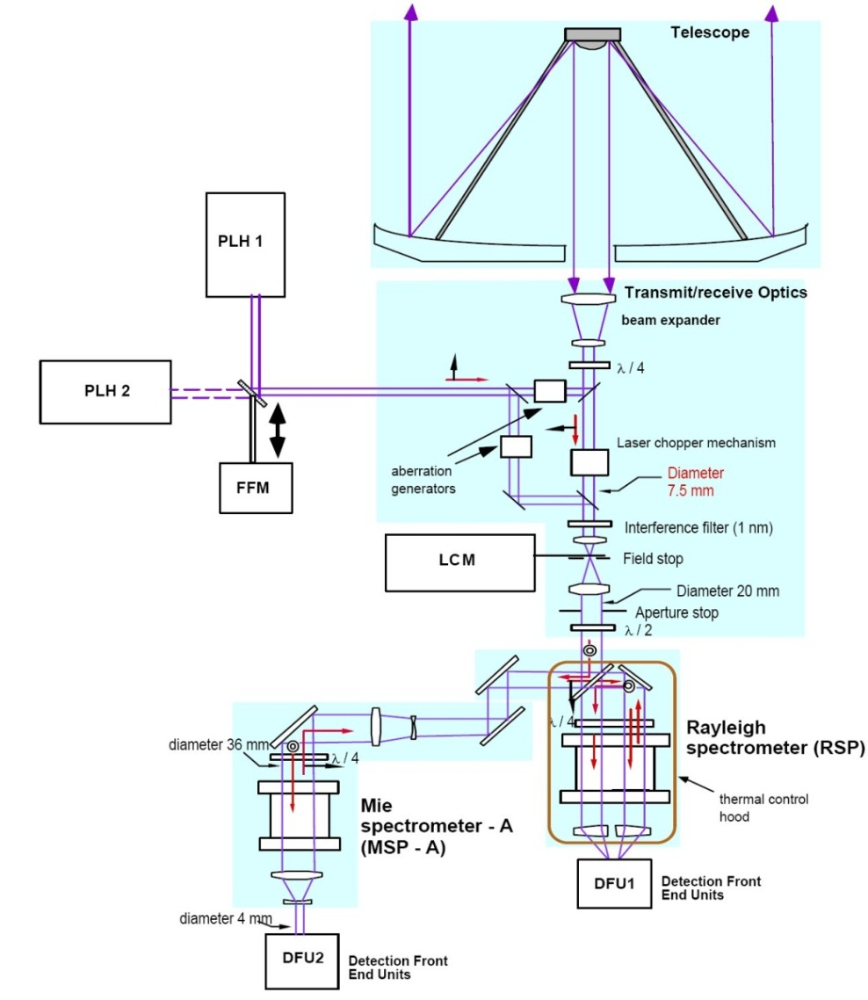 Telescope
PLH 1
Transmit/receive Optics
beam expander
λ / 4
PLH 2
Laser chopper mechanism
aberration
generators
Diameter
7.5 mm
FFM
Interference filter (1 nm)
LCM
Field stop
Diameter 20 mm
Aperture stop
λ / 2
λ / 4
Rayleigh
spectrometer (RSP)
diameter 36 mm
λ / 4
thermal control
hood
Mie
spectrometer - A
(MSP - A)
DFU1
Detection Front
End Units
diameter 4 mm
DFU2
Detection Front
End Units